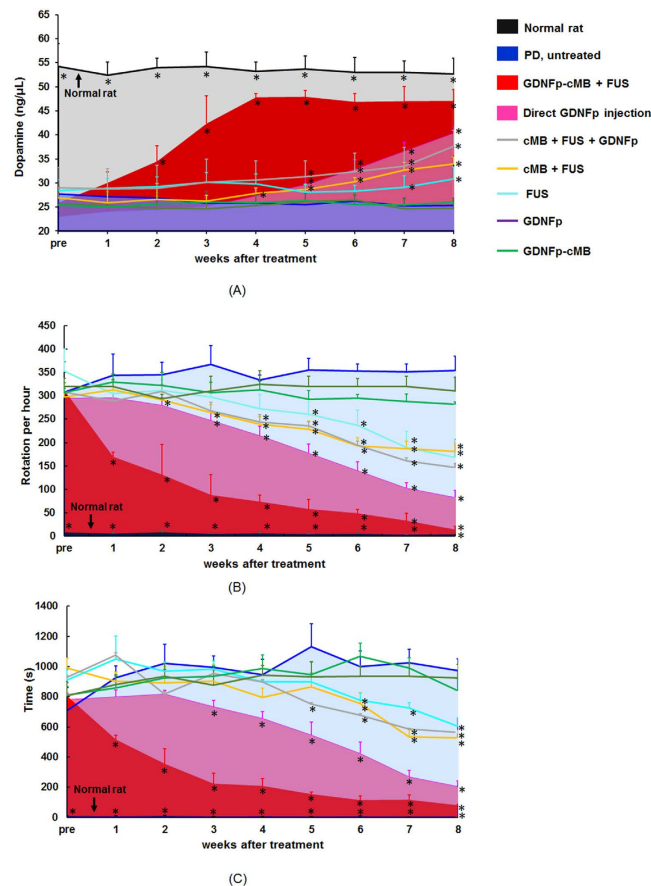 65
60
55
50
45
40
35
30
25
20
Dopamine (ng/µL)
Normal rat
pre 1 2 3 4 5 6 7 8
weeks after treatment
(A)
Normal rat
PD, untreated
GDNFp-cMB + FUS
Direct GDNFp injection
cMB + FUS + GDNFp
cMB + FUS
FUS
GDNFp
GDNFp-cMB
450
400
350
300
250
200
150
100
50
0
Rotation per hour
Normal rat
pre 1 2 3 4 5 6 7 8
weeks after treatment
(B)
1400
1200
1000
800
600
400
200
0
Time (s)
Normal rat
pre 1 2 3 4 5 6 7 8
weeks after treatment
(C)